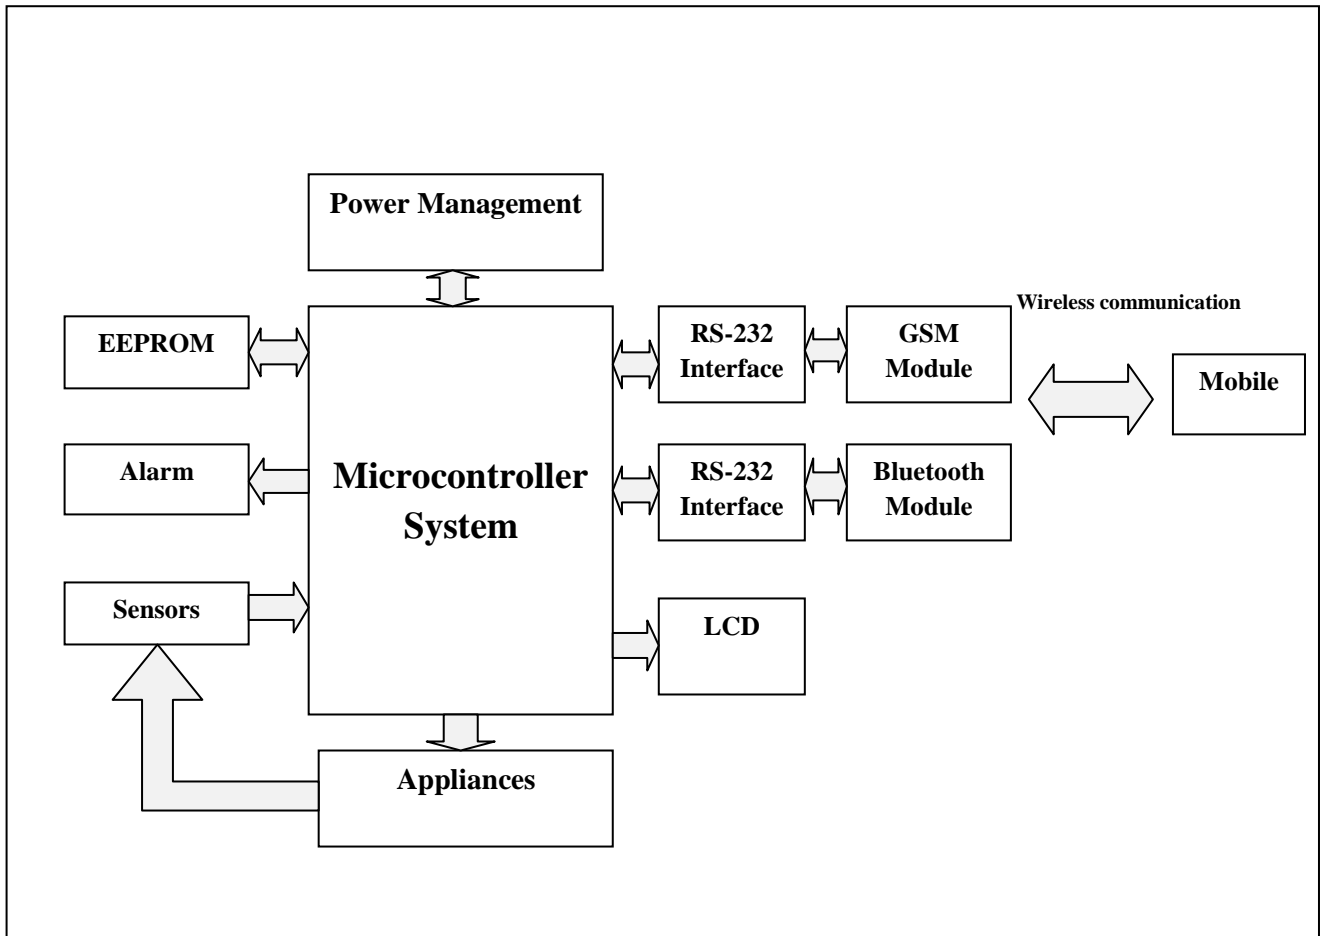 Power Management
Wireless communication
EEPROM
RS-232
Interface
GSM
Module
Mobile
Alarm
Microcontroller
System
RS-232
Interface
Bluetooth
Module
Sensors
LCD
Appliances